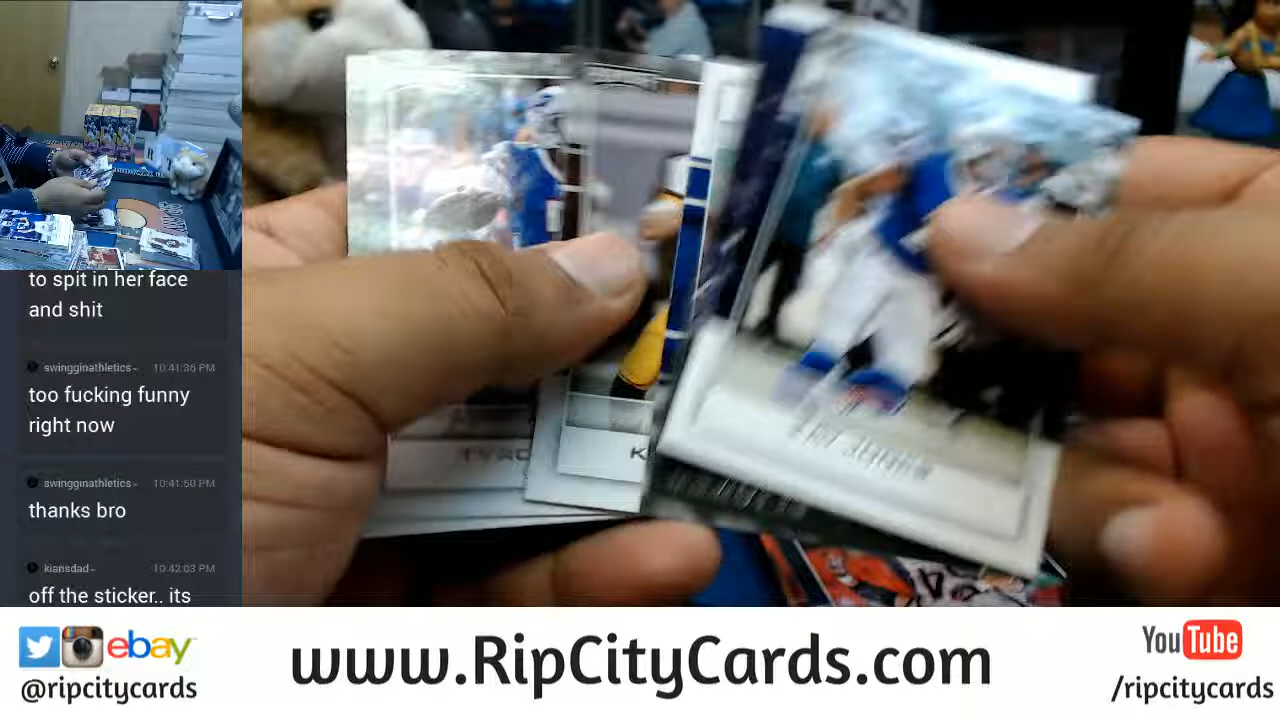 to spit in her face
and shit
swingginathletics- 10:41:36 PM
too fucking funny
right now
swingginathletics- 10:41:50 PM
thanks bro
kiansdad- 10:42:03 PM
off the sticker.. its
TYRO
K
ebay
@ripcitycards
www.RipCityCards.com
YouTube
/ripcitycards